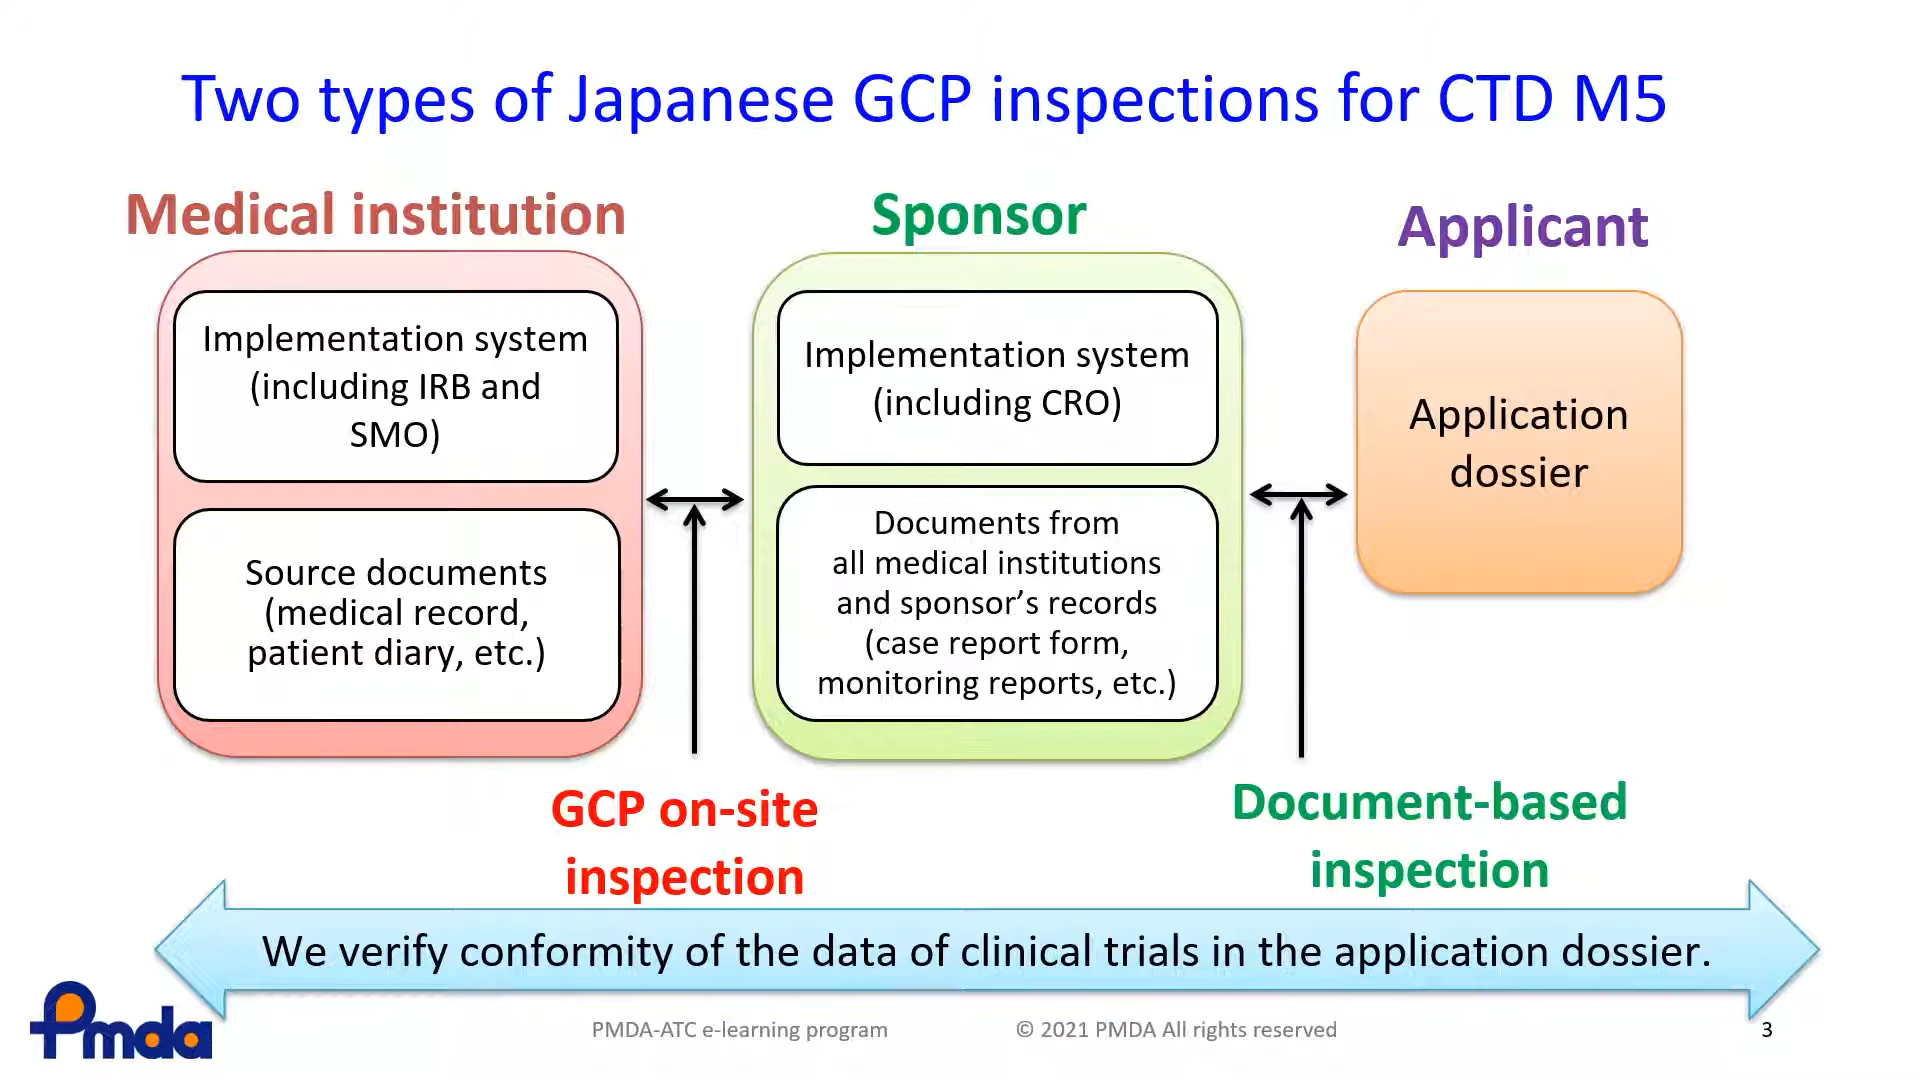 Two types of Japanese GCP inspections for CTD M5
Medical institution
Implementation system
(including IRB and
SMO)
Source documents
(medical record,
patient diary, etc.)
Sponsor
Implementation system
(including CRO)
Documents from
all medical institutions
and sponsor’s records
(case report form,
monitoring reports, etc.)
Applicant
Application
dossier
GCP on-site
inspection
Document-based
inspection
We verify conformity of the data of clinical trials in the application dossier.
Pmda
PMDA-ATC e-learning program
© 2021 PMDA All rights reserved
3